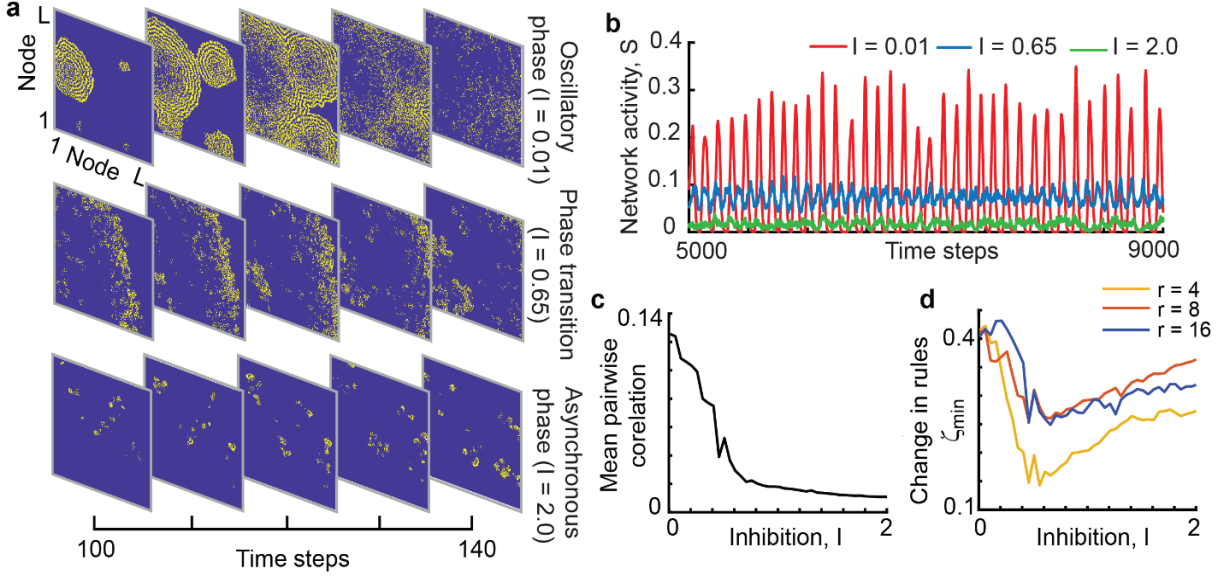 a
L
Node
1
1 Node L
Oscillatory
phase (I = 0.01)
Phase transition
(I = 0.65)
Asynchronous
phase (I = 2.0)
100
140
Time steps
b
I = 0.01
I = 0.65
I = 2.0
Network activity, S
0.4
0.3
0.2
0.1
0
5000
Time steps
9000
c
Mean pairwise
corelation
0.14
0
0
2
Inhibition, I
d
r = 4
r = 8
r = 16
Change in rules
ζmin
0.4
0.1
0
2
Inhibition, I